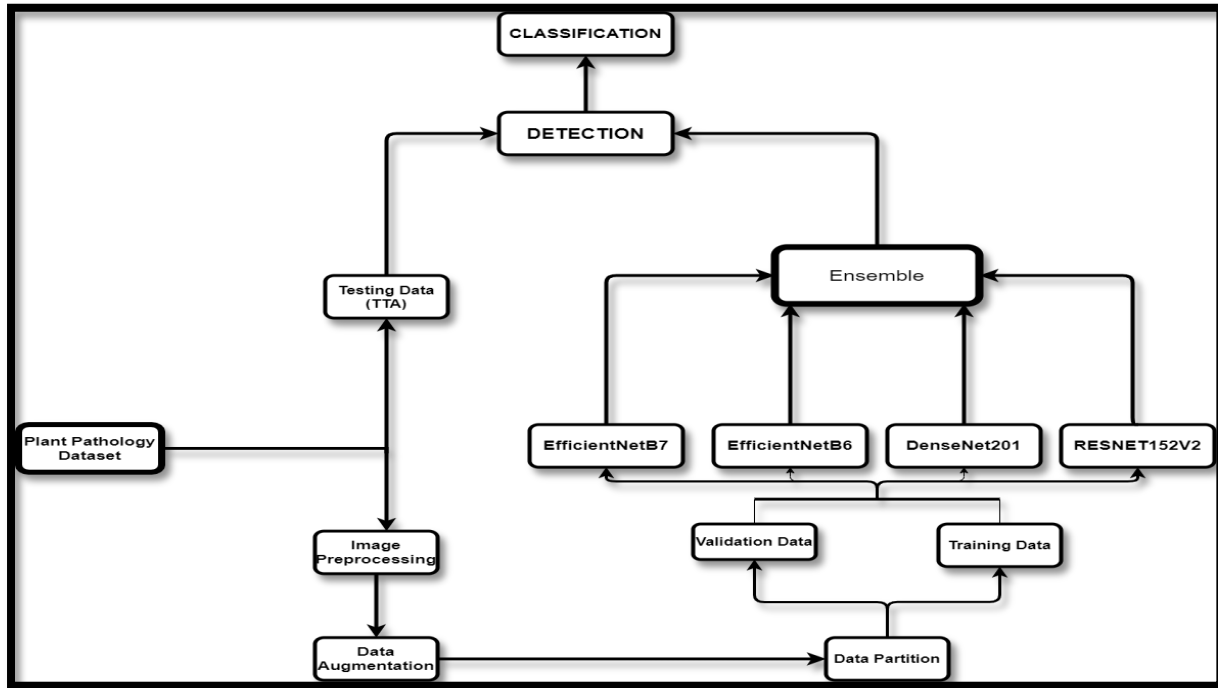 CLASSIFICATION
DETECTION
Ensemble
Testing Data
(TTA)
Plant Pathology
Dataset
EfficientNetB7
EfficientNetB6
DenseNet201
RESNET152V2
Image
Preprocessing
Validation Data
Training Data
Data
Augmentation
Data Partition